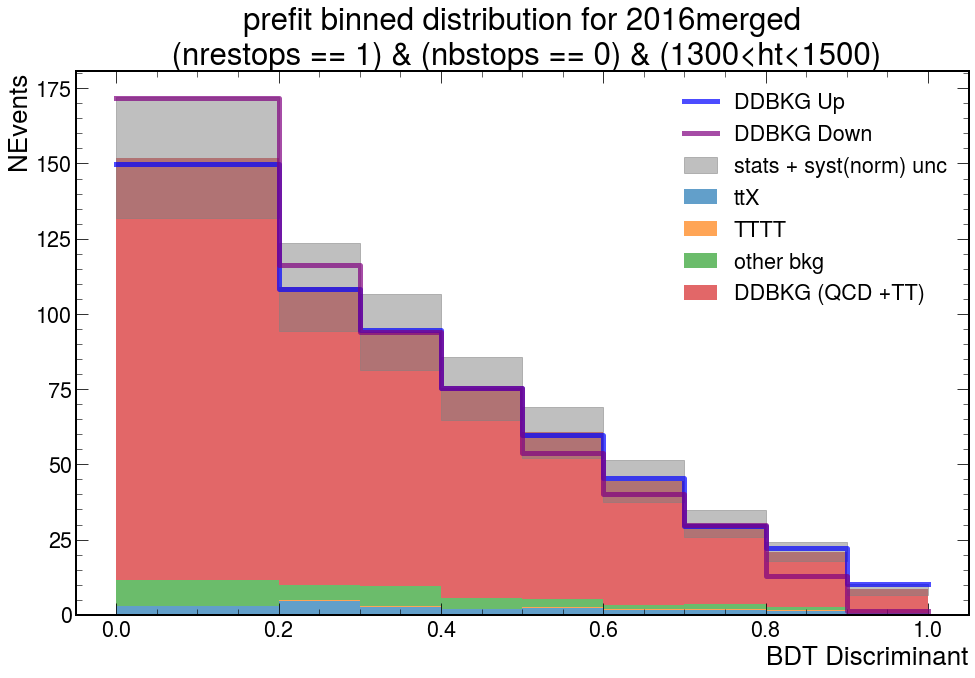 prefit binned distribution for 2016merged
(nrestops == 1) & (nbstops == 0) & (1300<ht<1500)
NEvents
175
150
125
100
75
50
25
0
DDBKG Up
DDBKG Down
stats + syst(norm) unc
ttX
TTTT
other bkg
DDBKG (QCD +TT)
0.0 0.2 0.4 0.6 0.8 1.0
BDT Discriminant